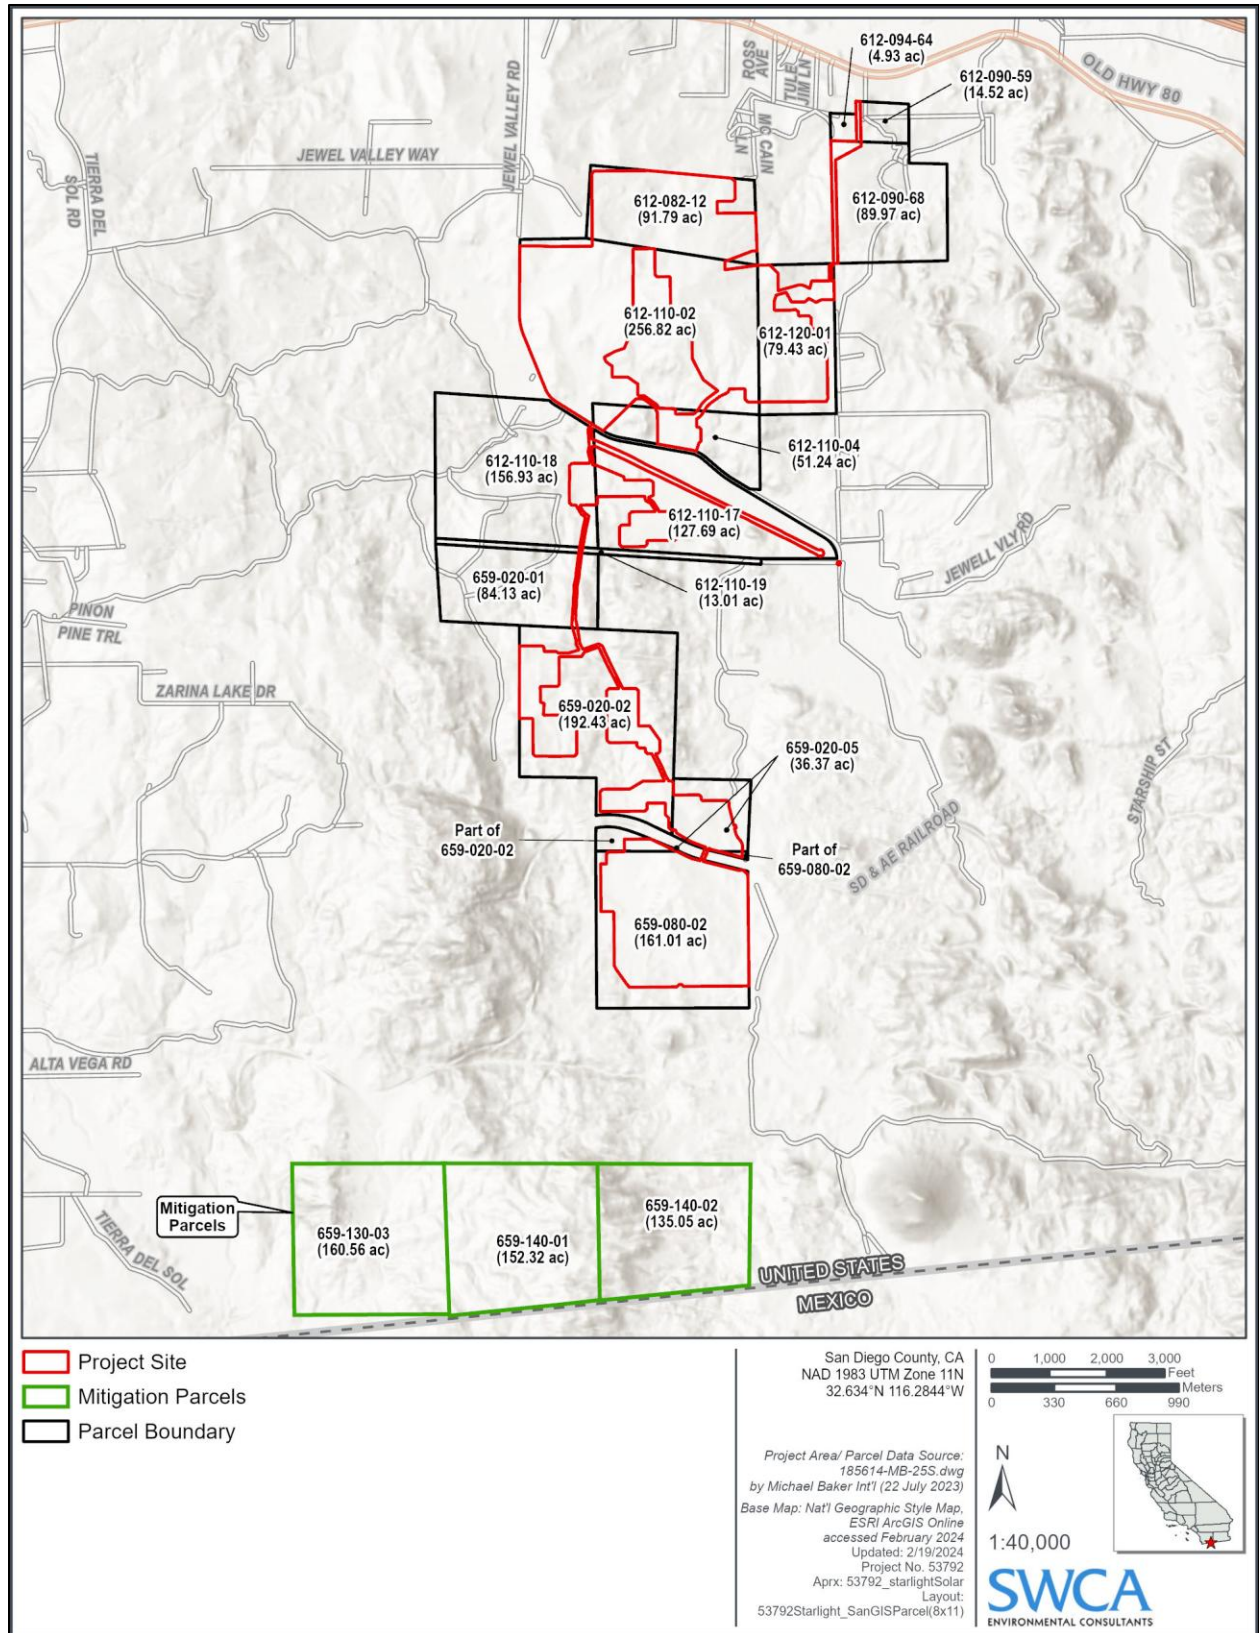 612-094-64
(4.93 ac)
612-090-59
(14.52 ac)
OLD HWY 80
ROSS
AVE
TULE
JIM LN
MC CAIN
LN
JEWEL VALLEY RD
JEWEL VALLEY WAY
TIERRA DEL
SOL RD
612-082-12
(91.79 ac)
612-090-68
(89.97 ac)
612-110-02
(256.82 ac)
612-120-01
(79.43 ac)
612-110-04
(51.24 ac)
612-110-18
(156.93 ac)
612-110-17
(127.69 ac)
JEWELL VLY RD
612-110-19
(13.01 ac)
659-020-01
(84.13 ac)
PINON
PINE TRL
ZARINA LAKE DR
659-020-02
(192.43 ac)
659-020-05
(36.37 ac)
STARSHIP ST
Part of
659-020-02
Part of
659-080-02
SD & AE RAILROAD
659-080-02
(161.01 ac)
ALTA VEGA RD
Mitigation
Parcels
659-130-03
(160.56 ac)
659-140-01
(152.32 ac)
659-140-02
(135.05 ac)
TIERRA DEL SOL
UNITED STATES
MEXICO
Project Site
Mitigation Parcels
Parcel Boundary
San Diego County, CA
NAD 1983 UTM Zone 11N
32.634°N 116.2844°W
Project Area/ Parcel Data Source:
185614-MB-25S.dwg
by Michael Baker Int'l (22 July 2023)
Base Map: Nat'l Geographic Style Map,
ESRI ArcGIS Online
accessed February 2024
Updated: 2/19/2024
Project No. 53792
Aprx: 53792_starlightSolar
Layout:
53792Starlight_SanGISParcel(8x11)
0 1,000 2,000 3,000
Feet
Meters
0 330 660 990
N
1:40,000
SWCA
ENVIRONMENTAL CONSULTANTS